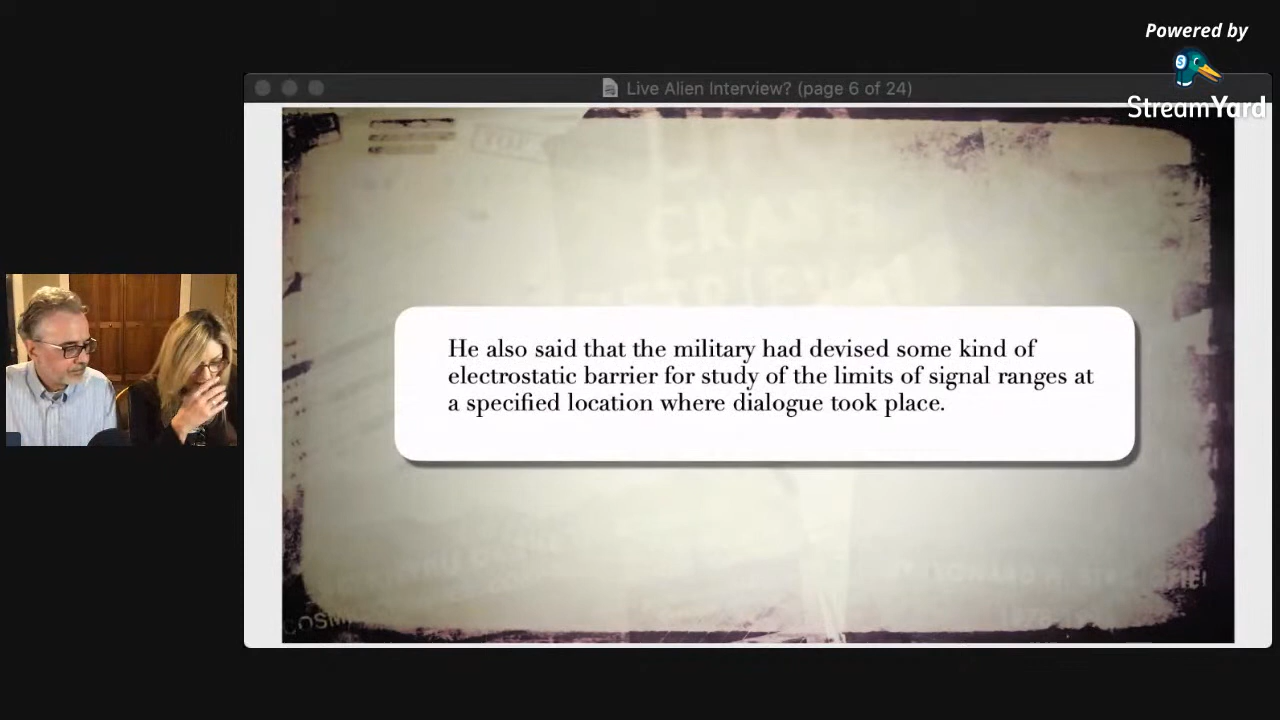 Powered by
StreamYard
Live Alien Interview? (page 6 of 24)
CRASH
He also said that the military had devised some kind of
electrostatic barrier for study of the limits of signal ranges at
a specified location where dialogue took place.